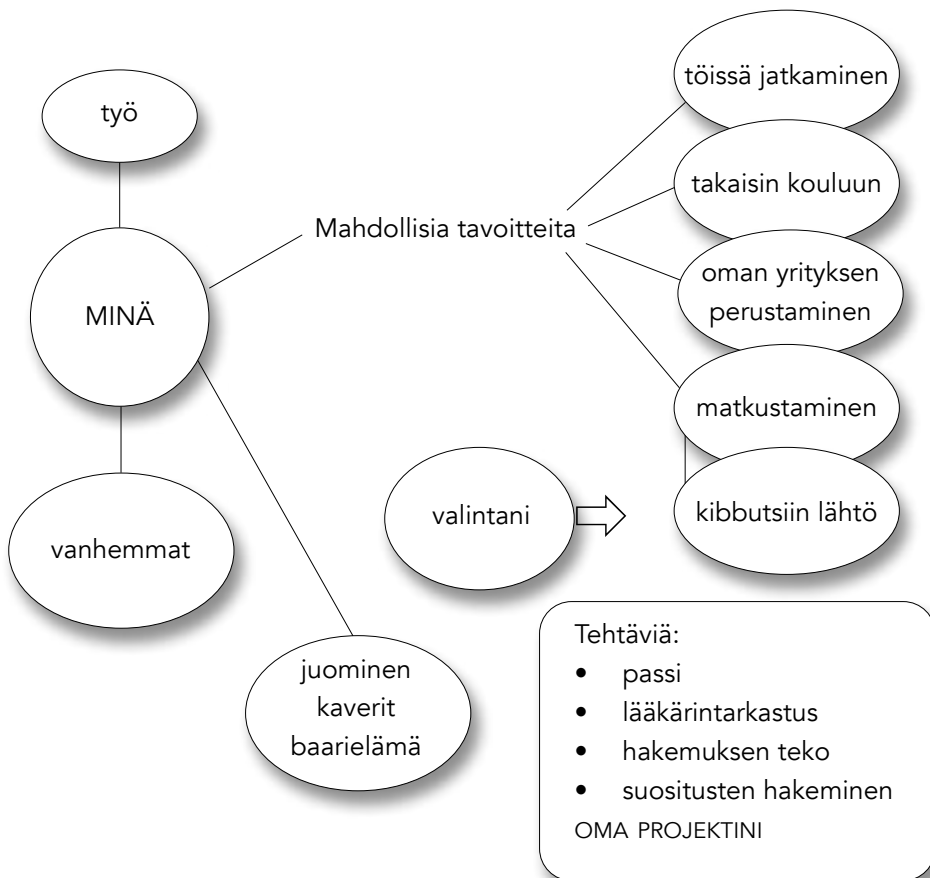 työ
MINÄ
vanhemmat
juominen
kaverit
baarielämä
Mahdollisia tavoitteita
töissä jatkaminen
takaisin kouluun
oman yrityksen
perustaminen
matkustaminen
kibbutsiin lähtö
valintani
Tehtäviä:
• passi
• lääkärintarkastus
• hakemuksen teko
• suositusten hakeminen
OMA PROJEKTINI